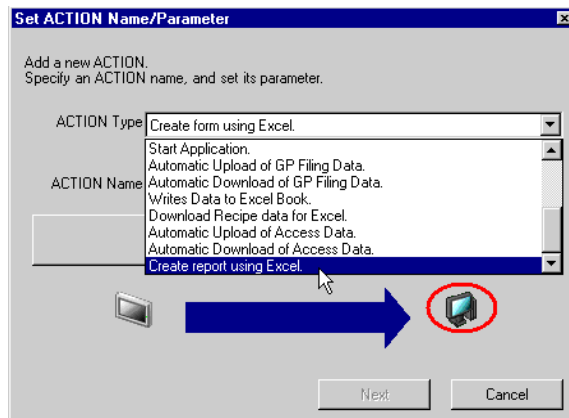 Set ACTION Name/Parameter
Add a new ACTION.
Specify an ACTION name, and set its parameter.
ACTION Type
Create form using Excel.
Start Application.
Automatic Upload of GP Filing Data.
ACTION Name
Automatic Download of GP Filing Data.
Writes Data to Excel Book.
Download Recipe data for Excel.
Automatic Upload of Access Data.
Automatic Download of Access Data.
Create report using Excel.
Next
Cancel